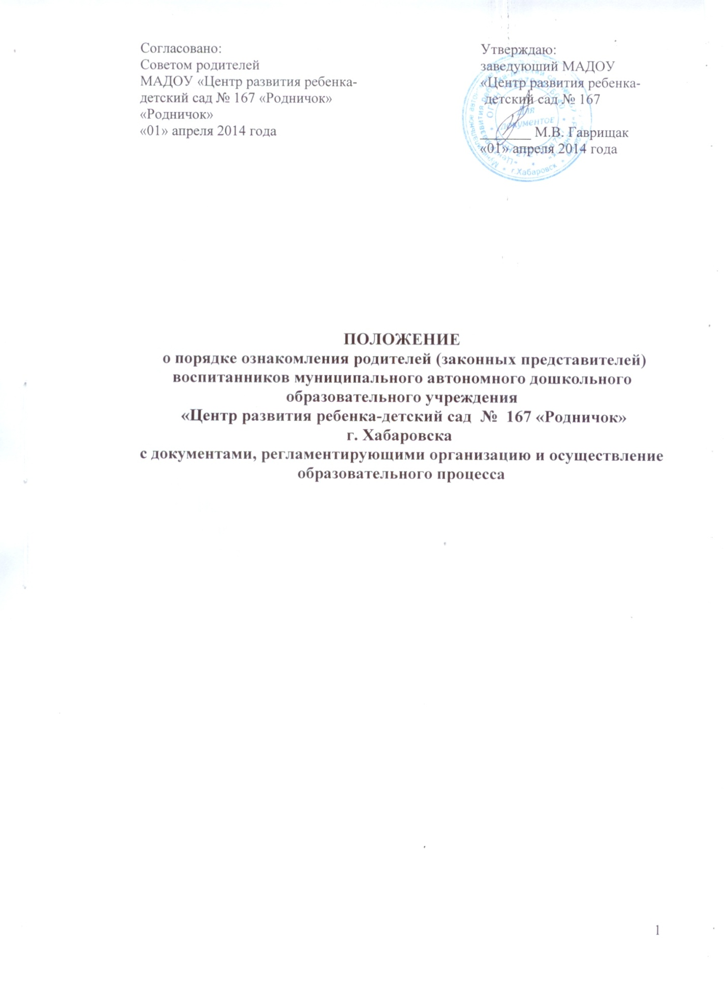 Согласовано:
Советом родителей
МАДОУ «Центр развития ребенка-
детский сад № 167 «Родничок»
«Родничок»
«01» апреля 2014 года
Утверждаю:
заведующий МАДОУ
«Центр развития ребенка-
детский сад № 167
_______ М.В. Гаврищак
«01» апреля 2014 года
Для
документов
г.Хабаровск
ПОЛОЖЕНИЕ
о порядке ознакомления родителей (законных представителей)
воспитанников муниципального автономного дошкольного
образовательного учреждения
«Центр развития ребенка-детский сад № 167 «Родничок»
г. Хабаровска
с документами, регламентирующими организацию и осуществление
образовательного процесса
1